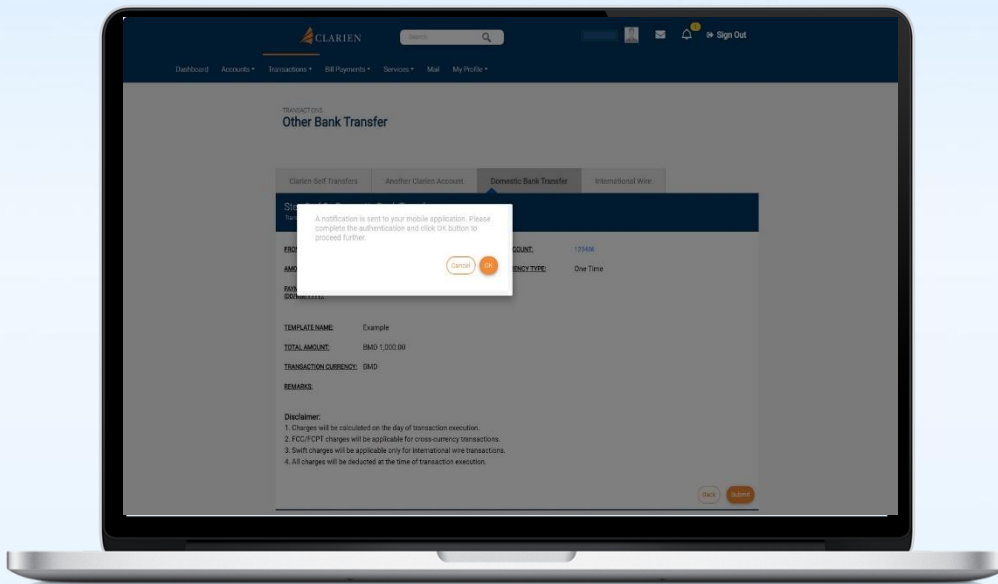 CLARIEN
Search
1
Sign Out
Dashboard Accounts Transactions Bill Payments Services Mail My Profile
TRANSACTIONS
Other Bank Transfer
Clarien Self Transfers Another Clarien Account Domestic Bank Transfer International Wire
A notification is sent to your mobile application. Please
complete the authentication and click OK button to
proceed further.
Cancel OK
COUNT: 123456
ENCY TYPE: One Time
TEMPLATE NAME: Example
TOTAL AMOUNT: BMD 1,000.00
TRANSACTION CURRENCY: BMD
REMARKS:
Disclaimer:
1. Charges will be calculated on the day of transaction execution.
2. FCC/FCPT charges will be applicable for cross-currency transactions.
3. Swift charges will be applicable only for international wire transactions.
4. All charges will be deducted at the time of transaction execution.
Back Submit